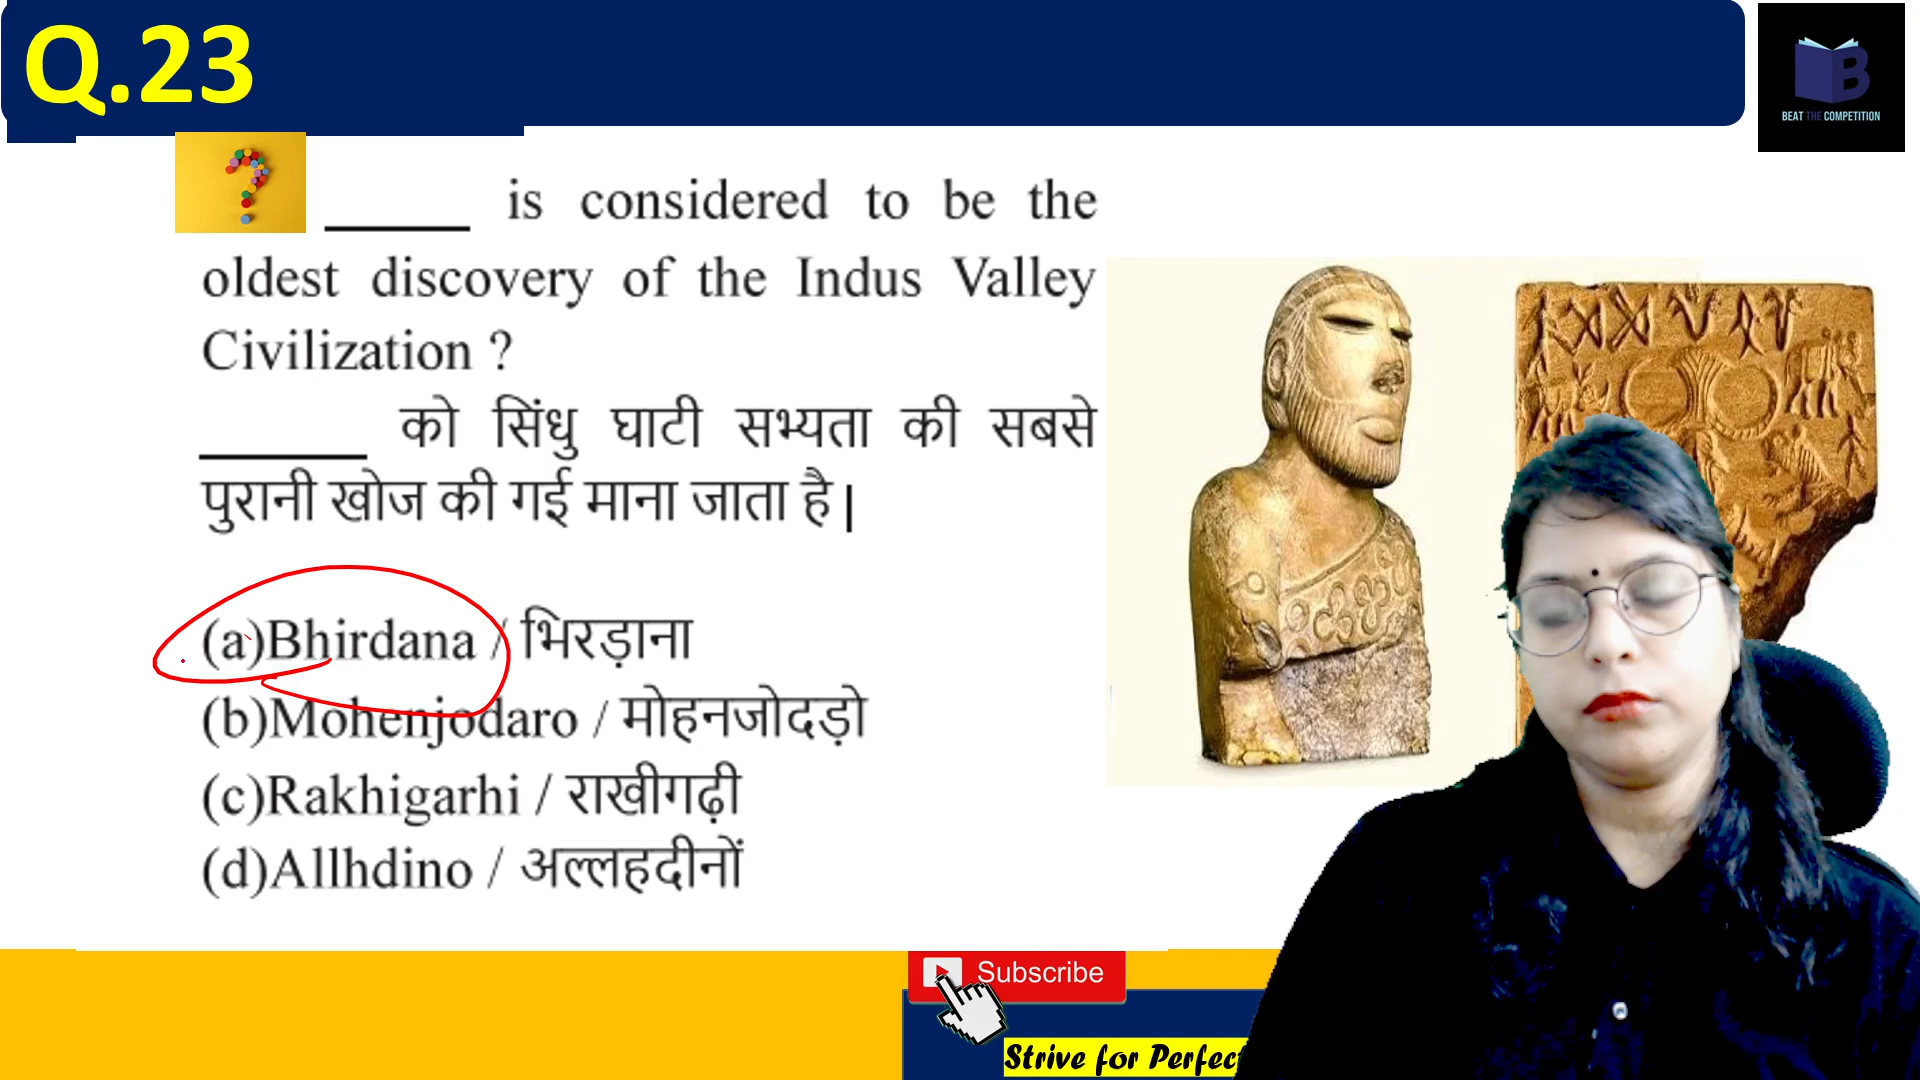 Q.23
BEAT THE COMPETITION
_____ is considered to be the
oldest discovery of the Indus Valley
Civilization ?
_____ को सिंधु घाटी सभ्यता की सबसे
पुरानी खोज की गई माना जाता है|
(a)Bhirdana / भिरड़ाना
(b)Mohenjodaro / मोहनजोदड़ो
(c)Rakhigarhi / राखीगढ़ी
(d)Allhdino / अल्लहदीनों
Subscribe
Strive for Perfect